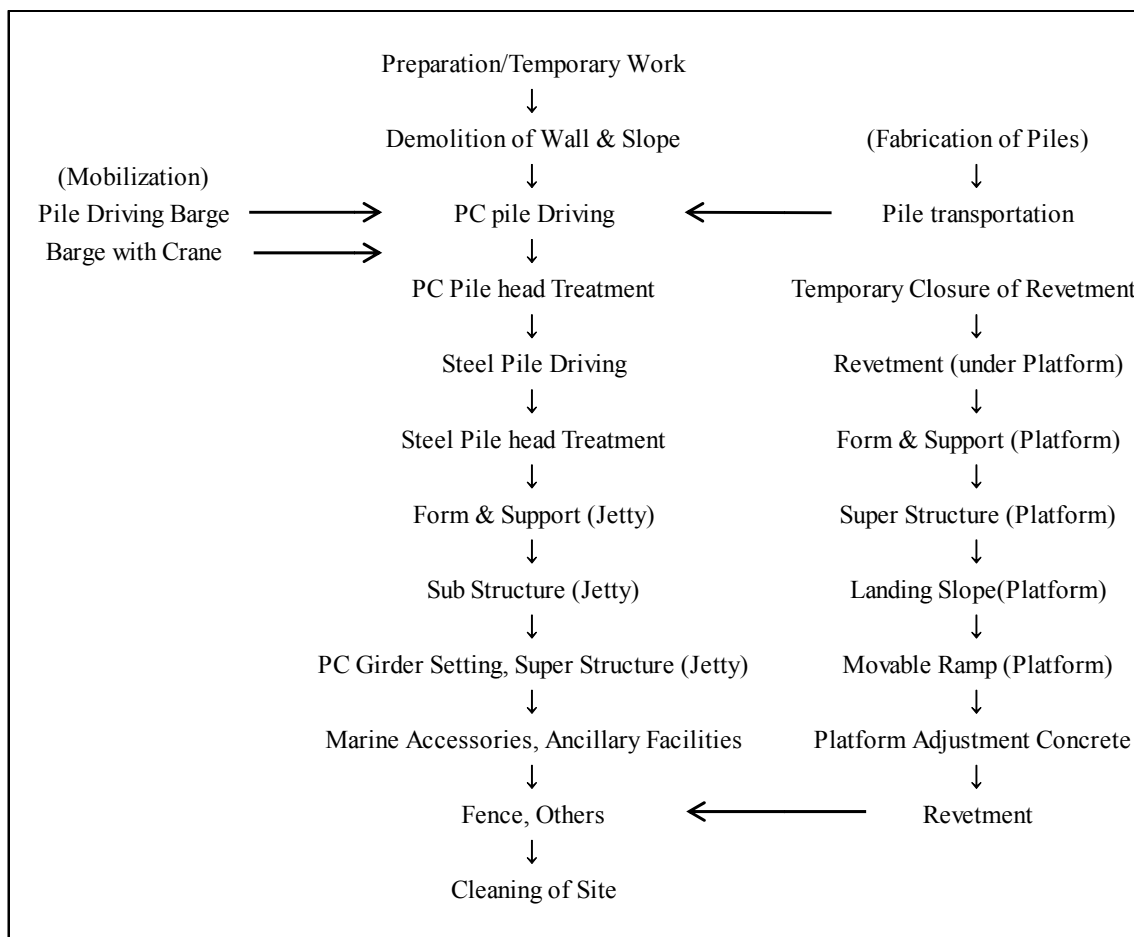 Preparation/Temporary Work
↓
Demolition of Wall & Slope
(Fabrication of Piles)
(Mobilization)
↓
↓
Pile Driving Barge
→
PC pile Driving
←
Pile transportation
Barge with Crane
→
↓
PC Pile head Treatment
Temporary Closure of Revetment
↓
↓
Steel Pile Driving
Revetment (under Platform)
↓
↓
Steel Pile head Treatment
Form & Support (Platform)
↓
↓
Form & Support (Jetty)
Super Structure (Platform)
↓
↓
Sub Structure (Jetty)
Landing Slope(Platform)
↓
↓
PC Girder Setting, Super Structure (Jetty)
Movable Ramp (Platform)
↓
↓
Marine Accessories, Ancillary Facilities
Platform Adjustment Concrete
↓
↓
Fence, Others
←
Revetment
↓
Cleaning of Site